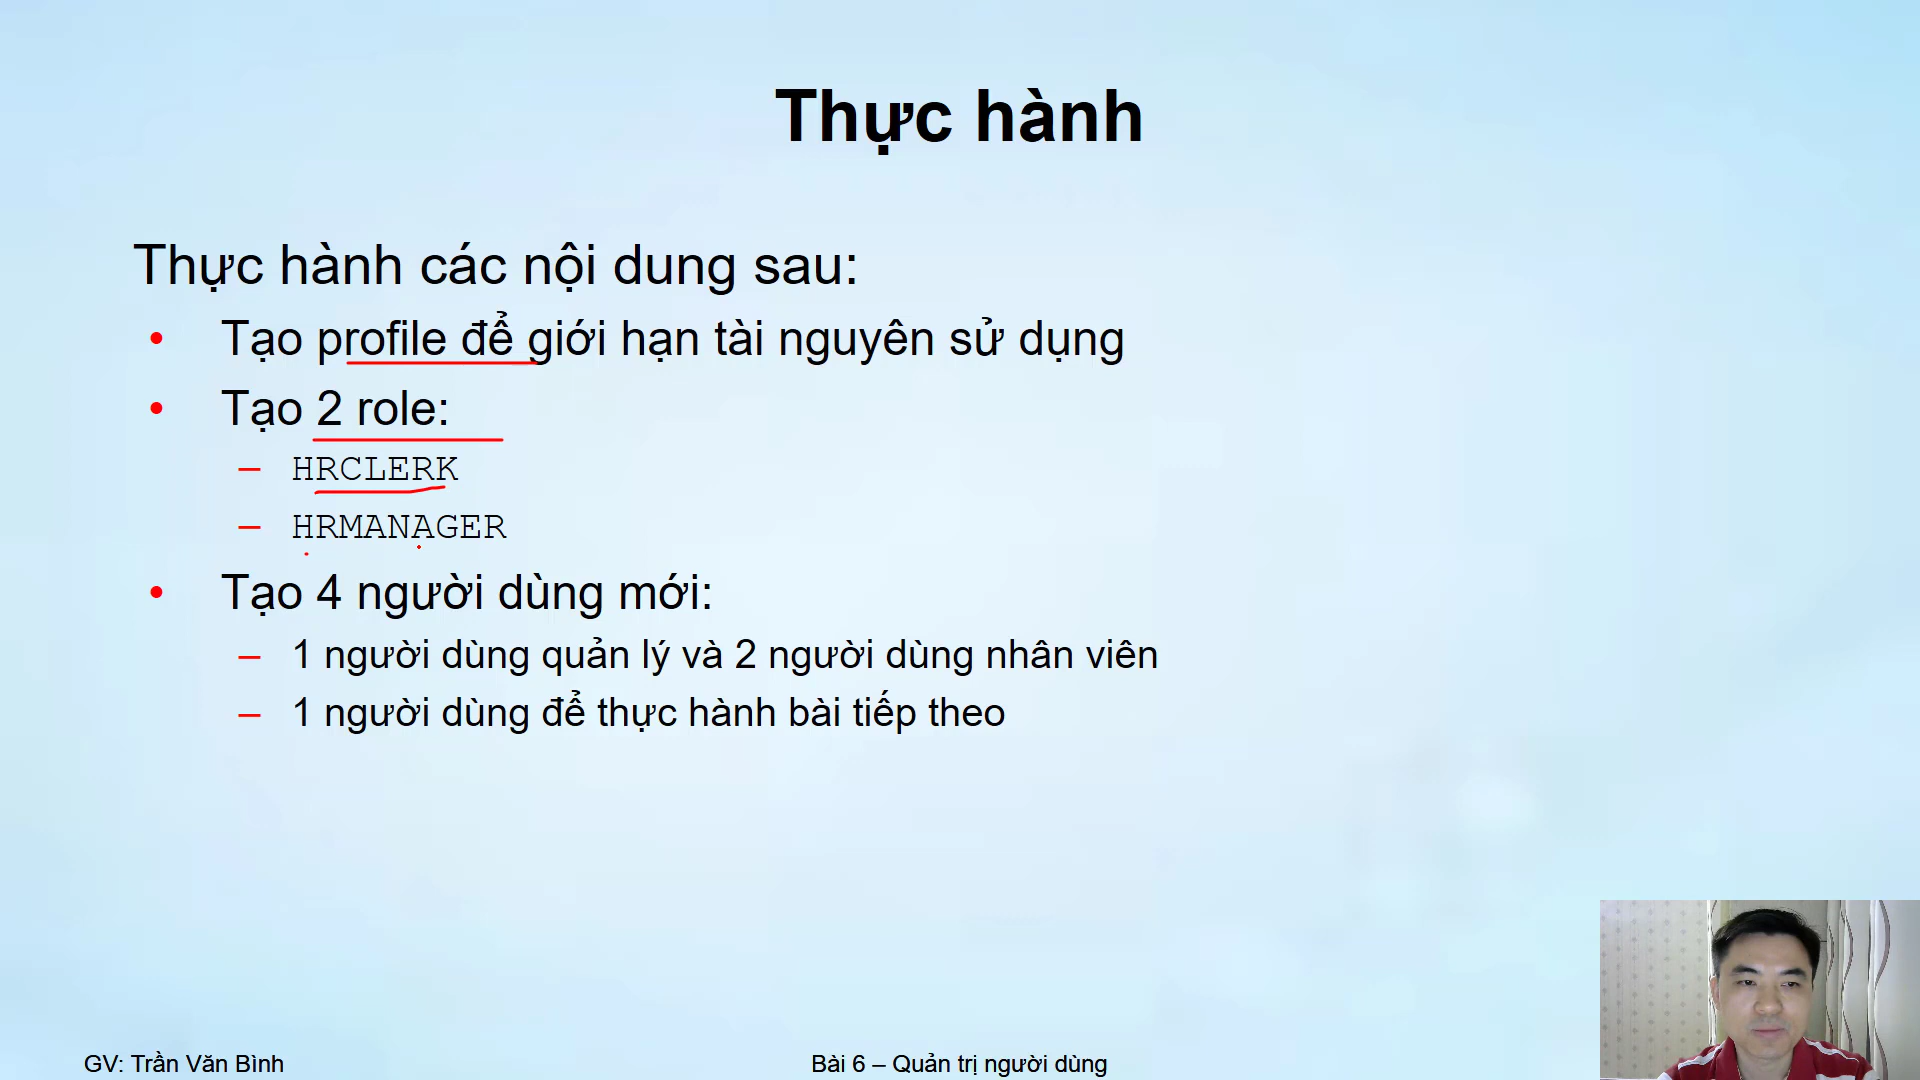 Thực hành
Thực hành các nội dung sau:
• Tạo profile để giới hạn tài nguyên sử dụng
• Tạo 2 role:
– HRCLERK
– HRMANAGER
• Tạo 4 người dùng mới:
– 1 người dùng quản lý và 2 người dùng nhân viên
– 1 người dùng để thực hành bài tiếp theo
GV: Trần Văn Bình
Bài 6 – Quản trị người dùng